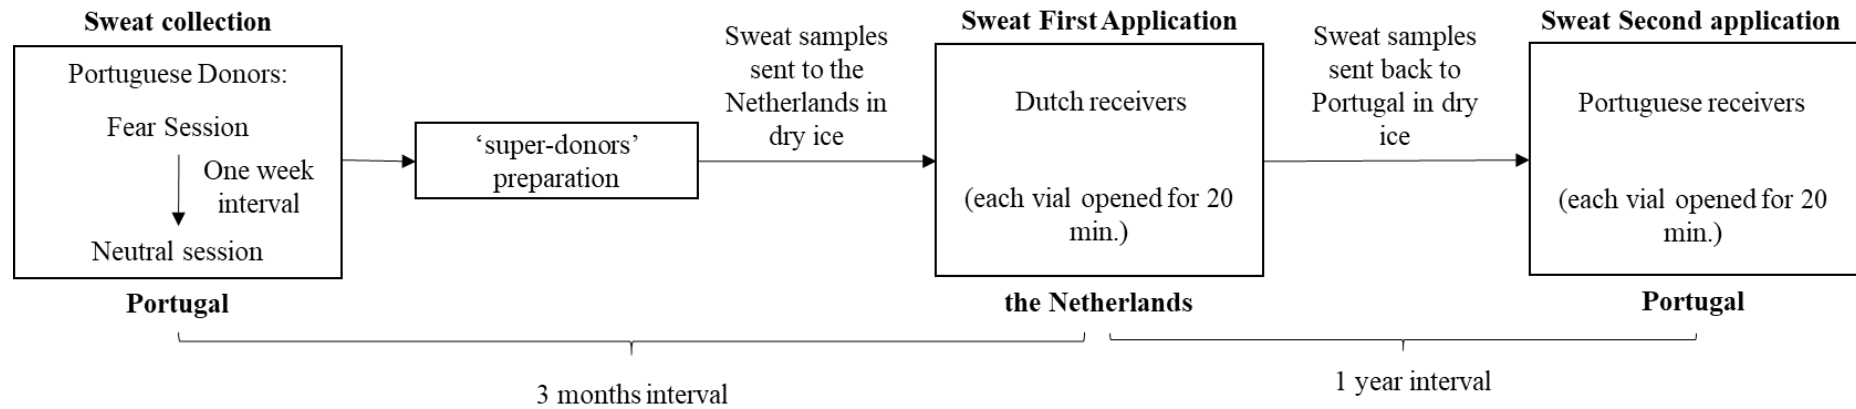 Sweat collection
Portuguese Donors:
Fear Session
One week
interval
Neutral session
Portugal
‘super-donors’
preparation
Sweat samples
sent to the
Netherlands in
dry ice
Sweat First Application
Dutch receivers
(each vial opened for 20
min.)
the Netherlands
Sweat samples
sent back to
Portugal in dry
ice
Sweat Second application
Portuguese receivers
(each vial opened for 20
min.)
Portugal
3 months interval
1 year interval